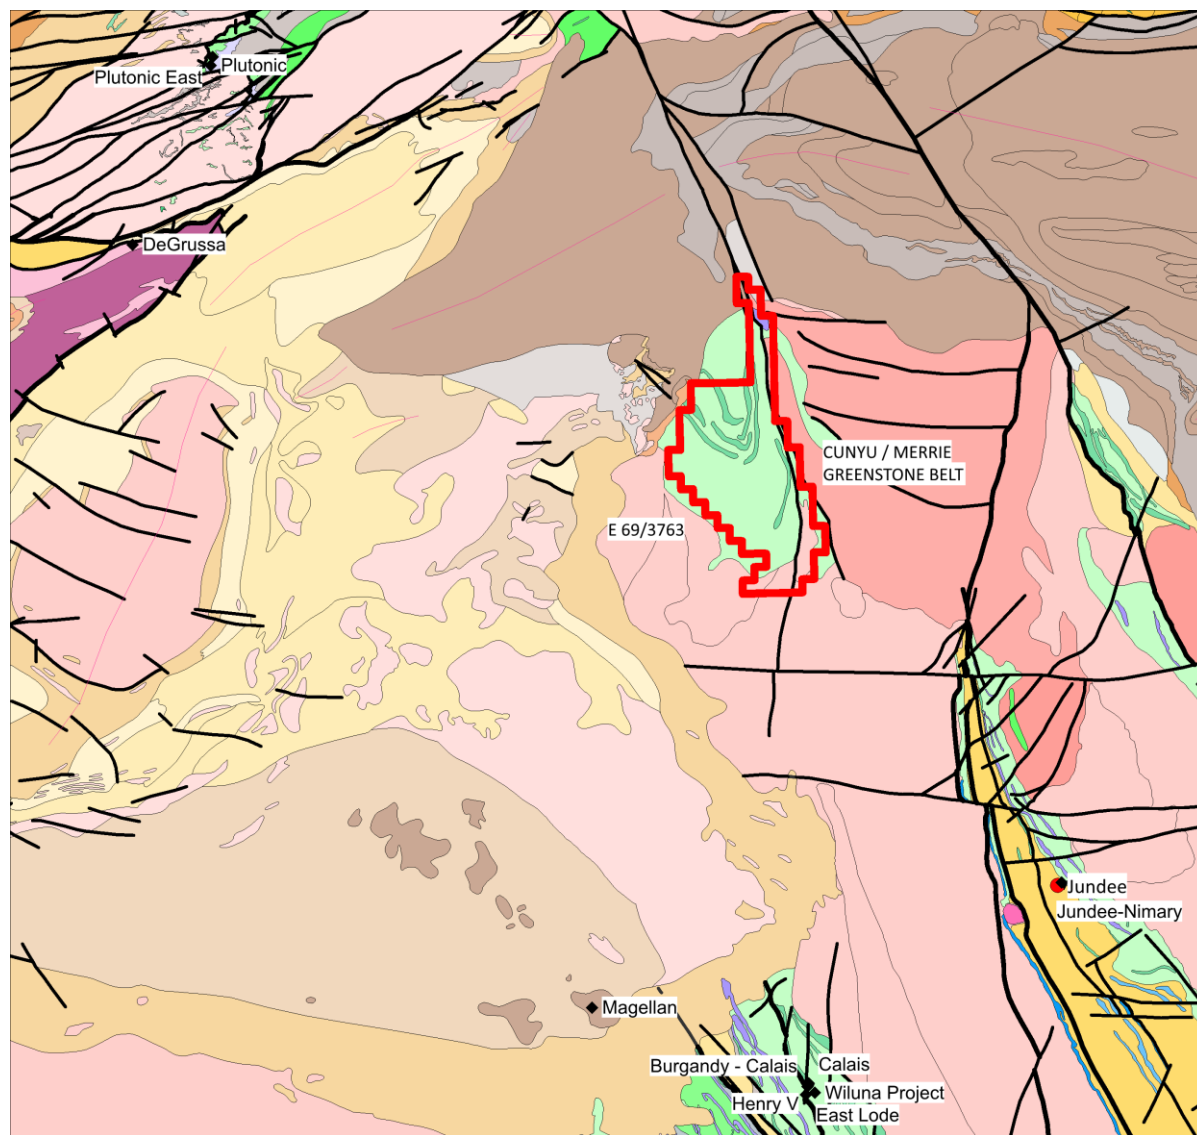 Plutonic
Plutonic East
DeGrussa
CUNYU / MERRIE
GREENSTONE BELT
E 69/3763
Jundee
Jundee-Nimary
Magellan
Burgandy - Calais
Calais
Wiluna Project
Henry V
East Lode